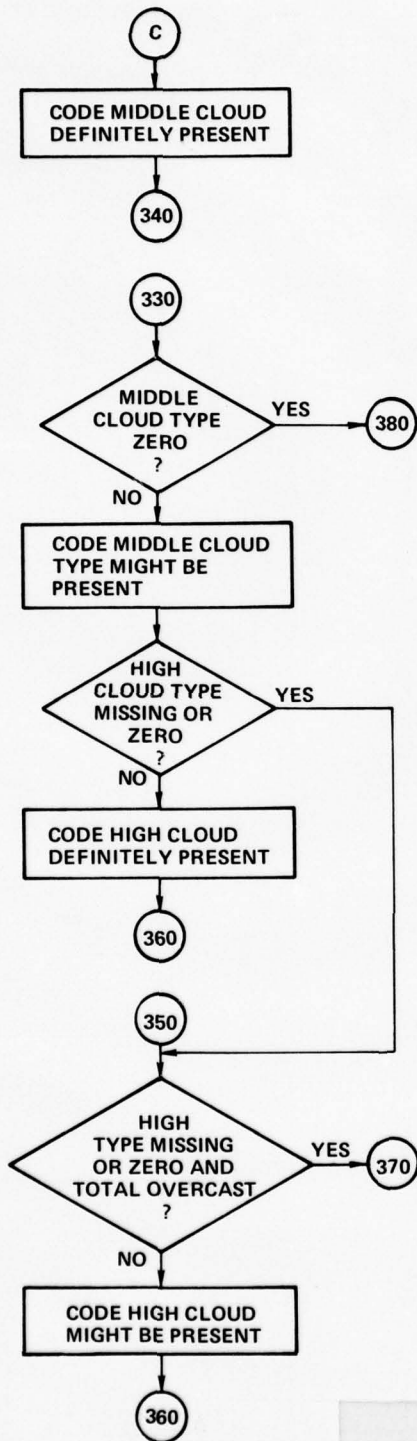 C
CODE MIDDLE CLOUD
DEFINITELY PRESENT
340
330
MIDDLE
CLOUD TYPE
ZERO
?
YES
380
NO
CODE MIDDLE CLOUD
TYPE MIGHT BE
PRESENT
HIGH
CLOUD TYPE
MISSING OR
ZERO
?
YES
NO
CODE HIGH CLOUD
DEFINITELY PRESENT
360
350
HIGH
TYPE MISSING
OR ZERO AND
TOTAL OVERCAST
?
YES
370
NO
CODE HIGH CLOUD
MIGHT BE PRESENT
360